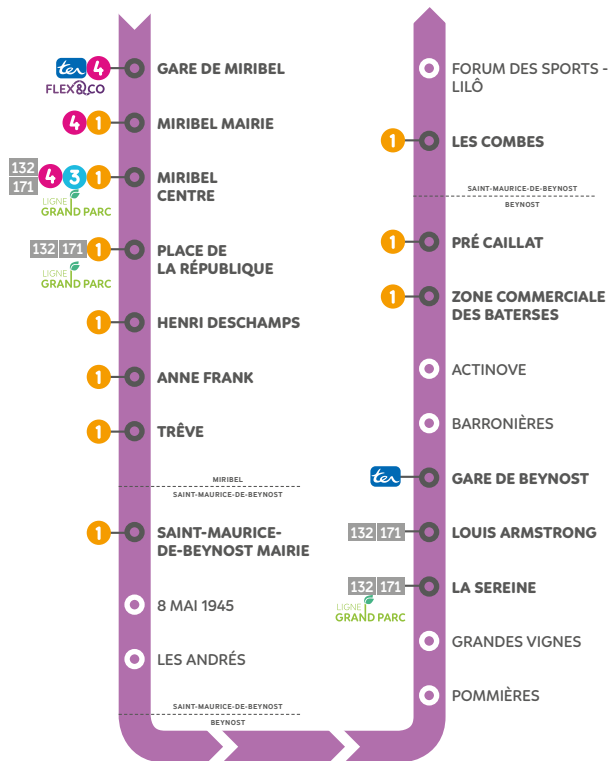 ter 4 GARE DE MIRIBEL
FLEX&CO
4 1 MIRIBEL MAIRIE
132
171
4 3 1 MIRIBEL
CENTRE
LIGNE
GRAND PARC
132 171 1 PLACE DE
LA RÉPUBLIQUE
LIGNE
GRAND PARC
1 HENRI DESCHAMPS
1 ANNE FRANK
1 TRÊVE
MIRIBEL
SAINT-MAURICE-DE-BEYNOST
1 SAINT-MAURICE-
DE-BEYNOST MAIRIE
8 MAI 1945
LES ANDRÉS
SAINT-MAURICE-DE-BEYNOST
BEYNOST
FORUM DES SPORTS -
LILÔ
1 LES COMBES
SAINT-MAURICE-DE-BEYNOST
BEYNOST
1 PRÉ CAILLAT
1 ZONE COMMERCIALE
DES BATERSES
ACTINOVE
BARRONIÈRES
ter GARE DE BEYNOST
132 171 LOUIS ARMSTRONG
132 171 LA SEREINE
LIGNE
GRAND PARC
GRANDES VIGNES
POMMIÈRES